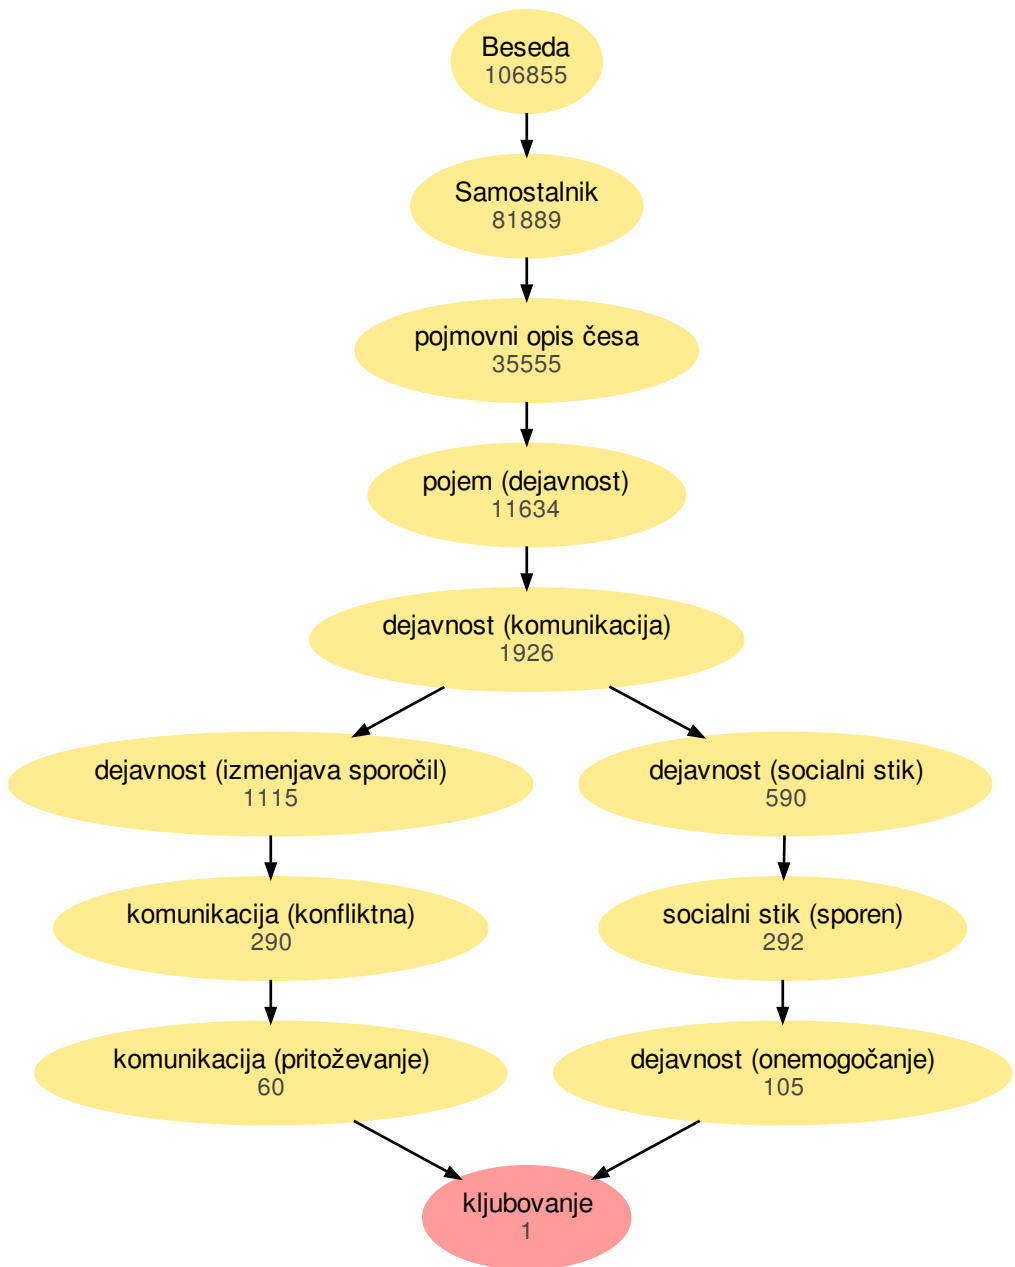 Beseda
106855
Samostalnik
81889
pojmovni opis česa
35555
pojem (dejavnost)
11634
dejavnost (komunikacija)
1926
dejavnost (izmenjava sporočil)
1115
dejavnost (socialni stik)
590
komunikacija (konfliktna)
290
socialni stik (sporen)
292
komunikacija (pritoževanje)
60
dejavnost (onemogočanje)
105
kljubovanje
1